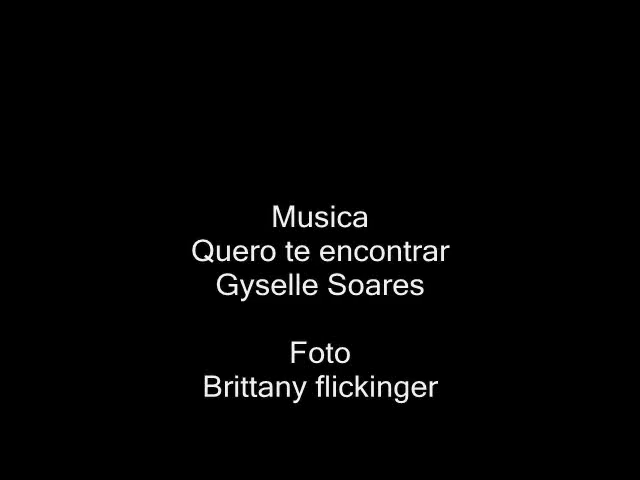 Musica
Quero te encontrar
Gyselle Soares
Foto
Brittany flickinger